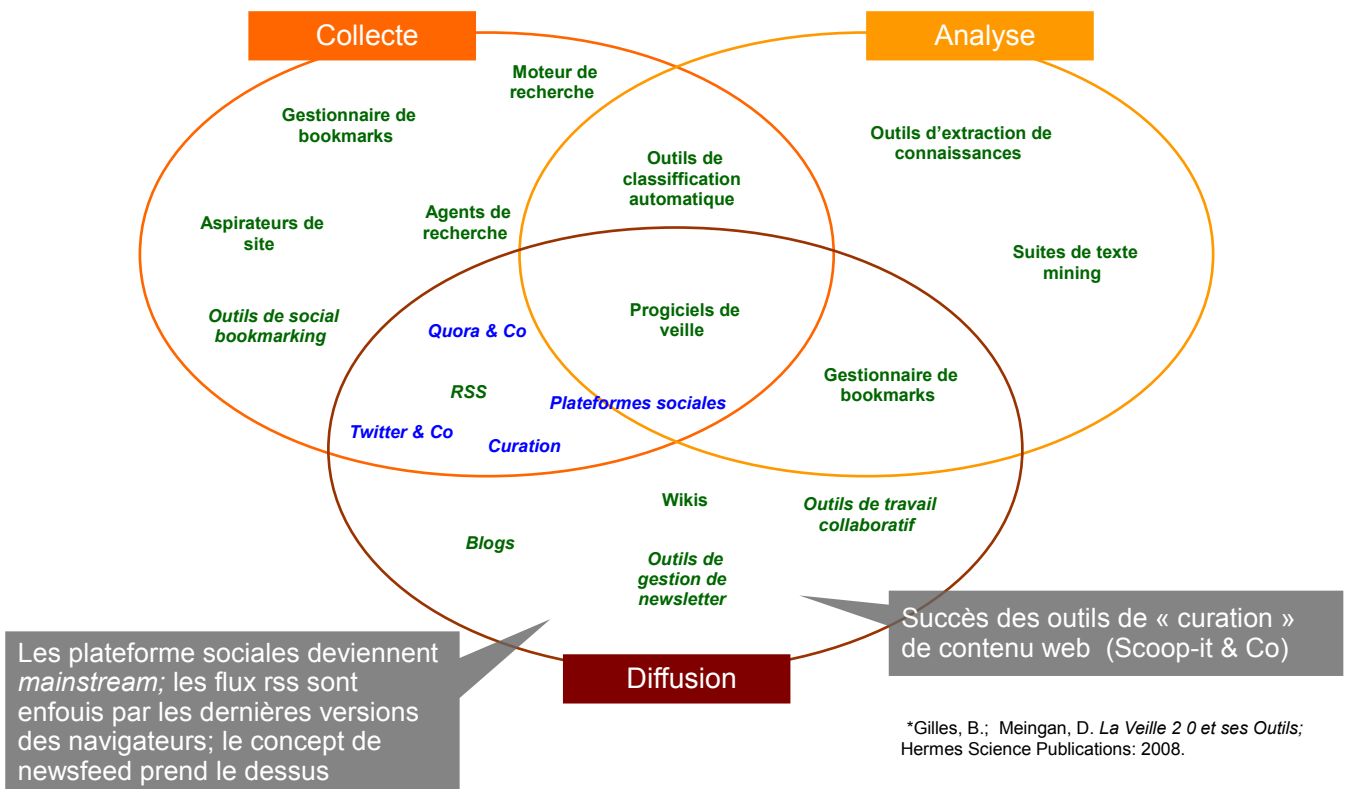 Collecte
Analyse
Moteur de
recherche
Gestionnaire de
bookmarks
Outils d'extraction de
connaissances
Outils de
classiffication
automatique
Aspirateurs de
site
Agents de
recherche
Suites de texte
mining
Outils de social
bookmarking
Quora & Co
Progiciels de
veille
RSS
Plateformes sociales
Gestionnaire de
bookmarks
Twitter & Co
Curation
Wikis
Outils de travail
collaboratif
Blogs
Outils de
gestion de
newsletter
Succès des outils de « curation »
de contenu web (Scoop-it & Co)
Les plateforme sociales deviennent
mainstream; les flux rss sont
enfouis par les dernières versions
des navigateurs; le concept de
newsfeed prend le dessus
Diffusion
*Gilles, B.; Meingan, D. La Veille 2 0 et ses Outils;
Hermes Science Publications: 2008.